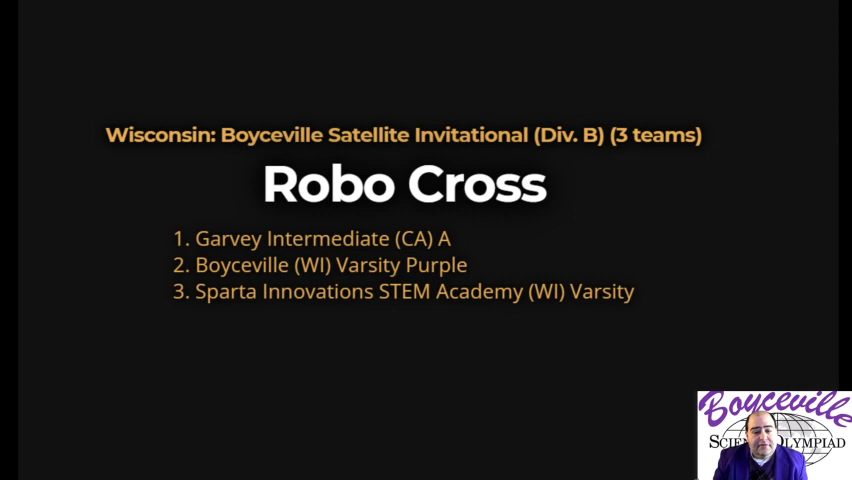 Wisconsin: Boyceville Satellite Invitational (Div. B) (3 teams)
Robo Cross
1. Garvey Intermediate (CA) A
2. Boyceville (WI) Varsity Purple
3. Sparta Innovations STEM Academy (WI) Varsity
Boyceville
OLYMPIAD